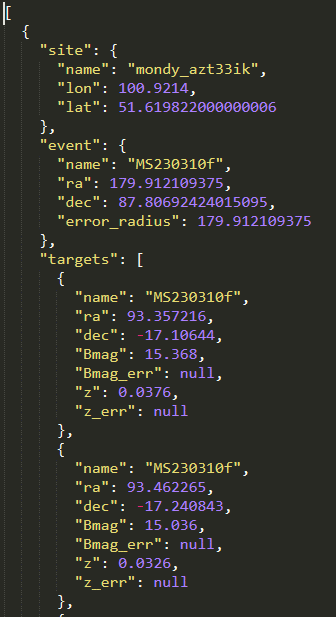 [
  {
    "site": {
      "name": "mondy_azt33ik",
      "lon": 100.9214,
      "lat": 51.619822000000006
    },
    "event": {
      "name": "MS230310f",
      "ra": 179.912109375,
      "dec": 87.80692424015095,
      "error_radius": 179.912109375
    },
    "targets": [
      {
        "name": "MS230310f",
        "ra": 93.357216,
        "dec": -17.10644,
        "Bmag": 15.368,
        "Bmag_err": null,
        "z": 0.0376,
        "z_err": null
      },
      {
        "name": "MS230310f",
        "ra": 93.462265,
        "dec": -17.240843,
        "Bmag": 15.036,
        "Bmag_err": null,
        "z": 0.0326,
        "z_err": null
      },
      {